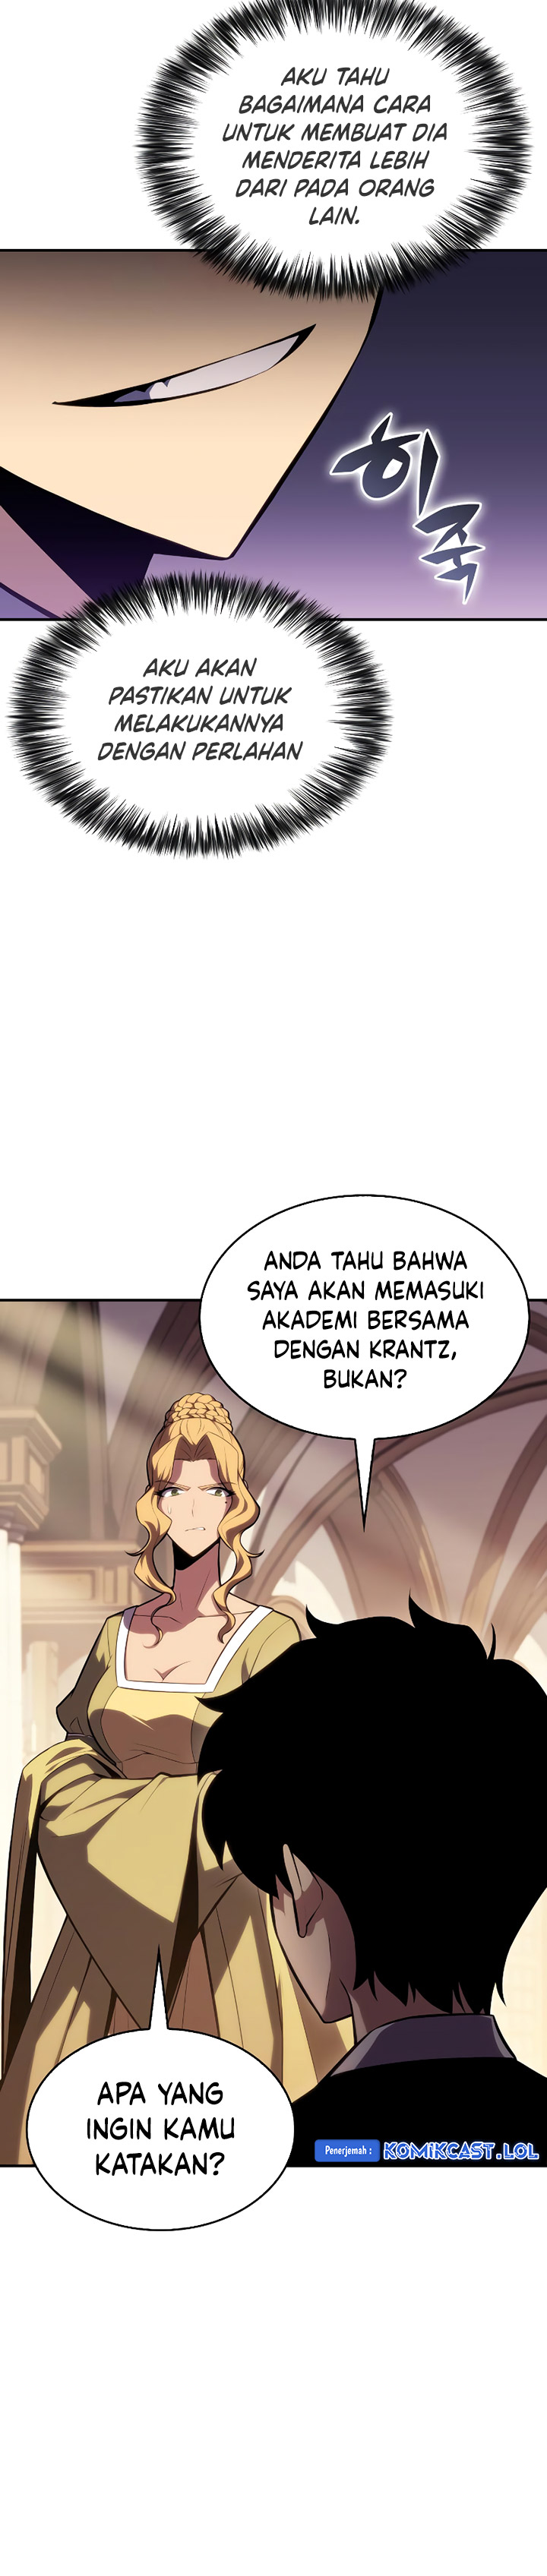 AKU TAHU
BAGAIMANA CARA
UNTUK MEMBUAT DIA
MENDERITA LEBIH
DARI PADA ORANG
LAIN.
히죽
AKU AKAN
PASTIKAN UNTUK
MELAKUKANNYA
DENGAN PERLAHAN
ANDA TAHU BAHWA
SAYA AKAN MEMASUKI
AKADEMI BERSAMA
DENGAN KRANTZ,
BUKAN?
APA YANG
INGIN KAMU
KATAKAN?
Penerjemah : KOMIKCAST.LOL